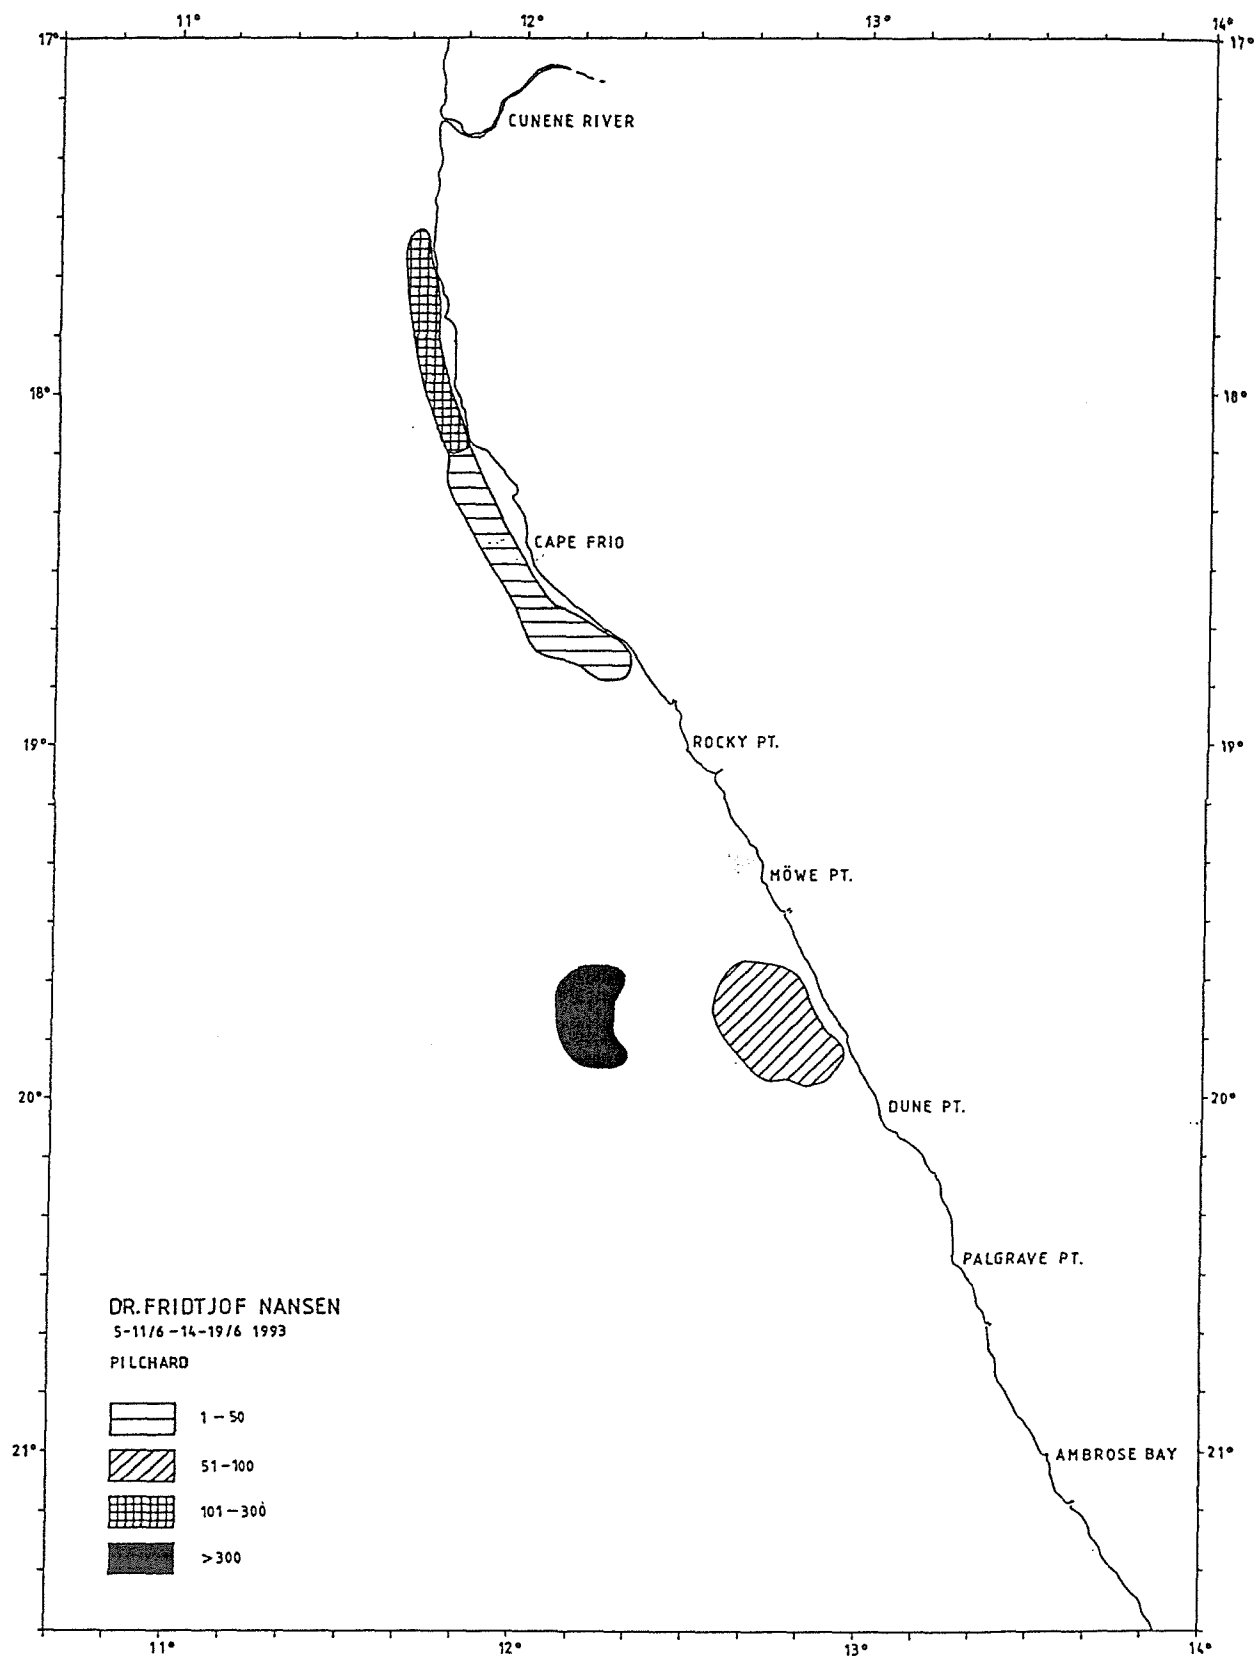 11° 12° 13° 14°
17° 17°
CUNENE RIVER
18° 18°
CAPE FRIO
19° ROCKY PT. 19°
MÖWE PT.
20° 20°
DUNE PT.
PALGRAVE PT.
DR. FRIDTJOF NANSEN
5-11/6 - 14-19/6 1993
PILCHARD
1 - 50
21° AMBROSE BAY 21°
51 - 100
101 - 300
>300
11° 12° 13° 14°